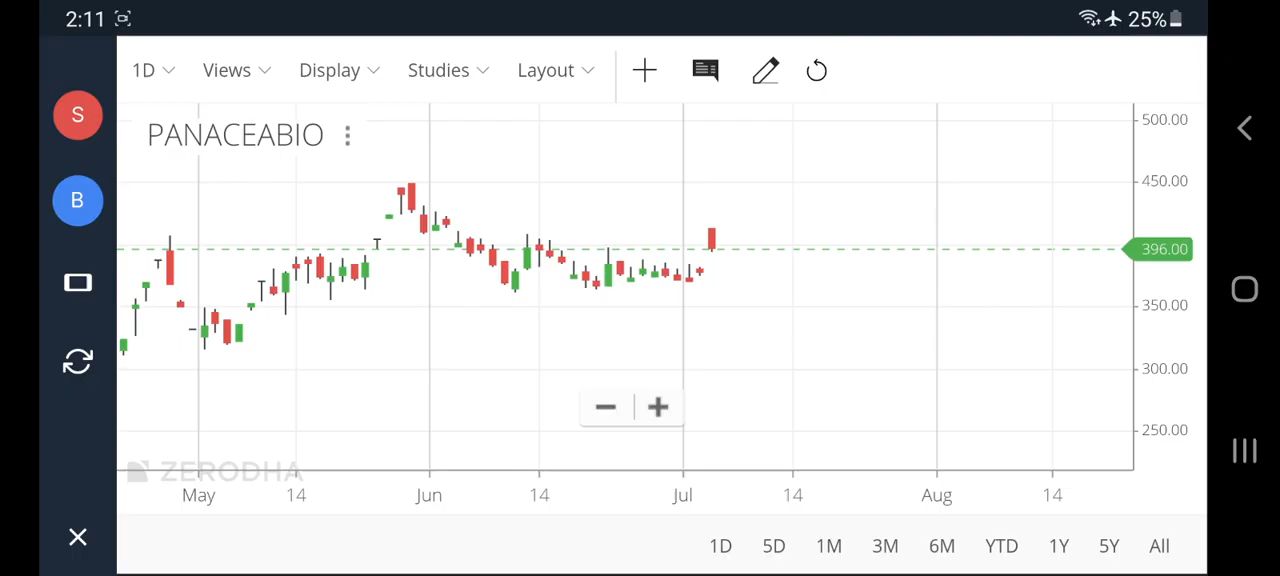 2:11 25%
1D Views Display Studies Layout
S
PANACEABIO
500.00
450.00
B
396.00
350.00
300.00
250.00
ZERODHA
May 14 Jun 14 Jul 14 Aug 14
1D 5D 1M 3M 6M YTD 1Y 5Y All